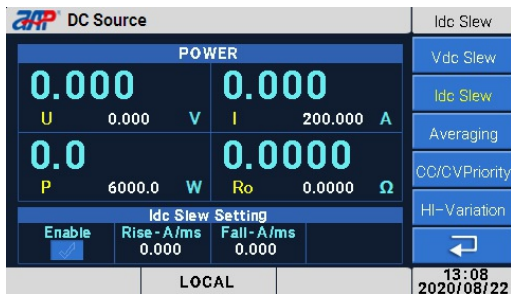 AAP DC Source
Idc Slew
POWER
0.000
U 0.000 V
0.000
I 200.000 A
0.0
P 6000.0 W
0.0000
Ro 0.0000 Ω
Idc Slew Setting
Enable Rise-A/ms Fall-A/ms
0.000 0.000
Vdc Slew
Idc Slew
Averaging
CC/CVPriority
HI-Variation
LOCAL
13:08
2020/08/22